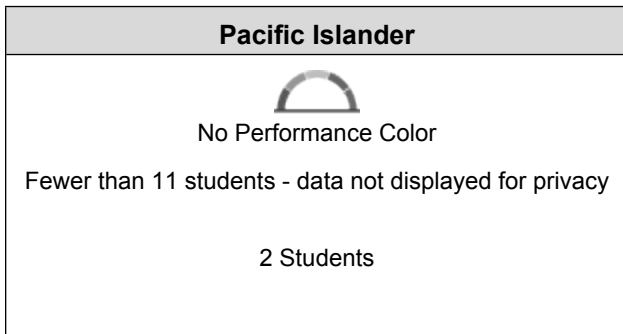 Pacific Islander
No Performance Color
Fewer than 11 students - data not displayed for privacy
2 Students